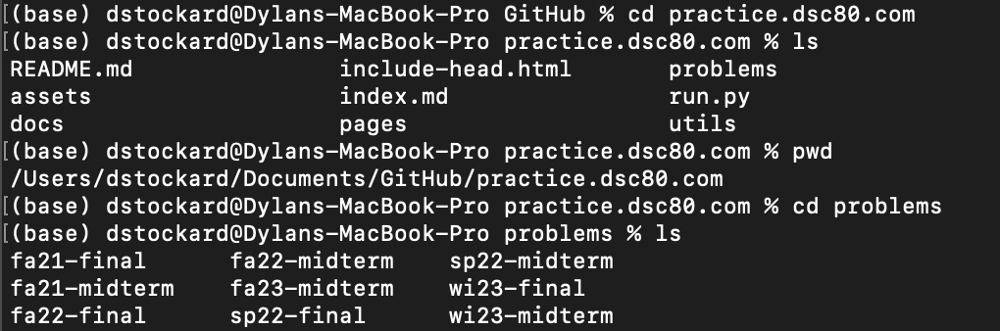 [(base) dstockard@Dylans-MacBook-Pro GitHub % cd practice.dsc80.com
[(base) dstockard@Dylans-MacBook-Pro practice.dsc80.com % ls
README.md include-head.html problems
assets index.md run.py
docs pages utils
[(base) dstockard@Dylans-MacBook-Pro practice.dsc80.com % pwd
/Users/dstockard/Documents/GitHub/practice.dsc80.com
[(base) dstockard@Dylans-MacBook-Pro practice.dsc80.com % cd problems
[(base) dstockard@Dylans-MacBook-Pro problems % ls
fa21-final fa22-midterm sp22-midterm
fa21-midterm fa23-midterm wi23-final
fa22-final sp22-final wi23-midterm